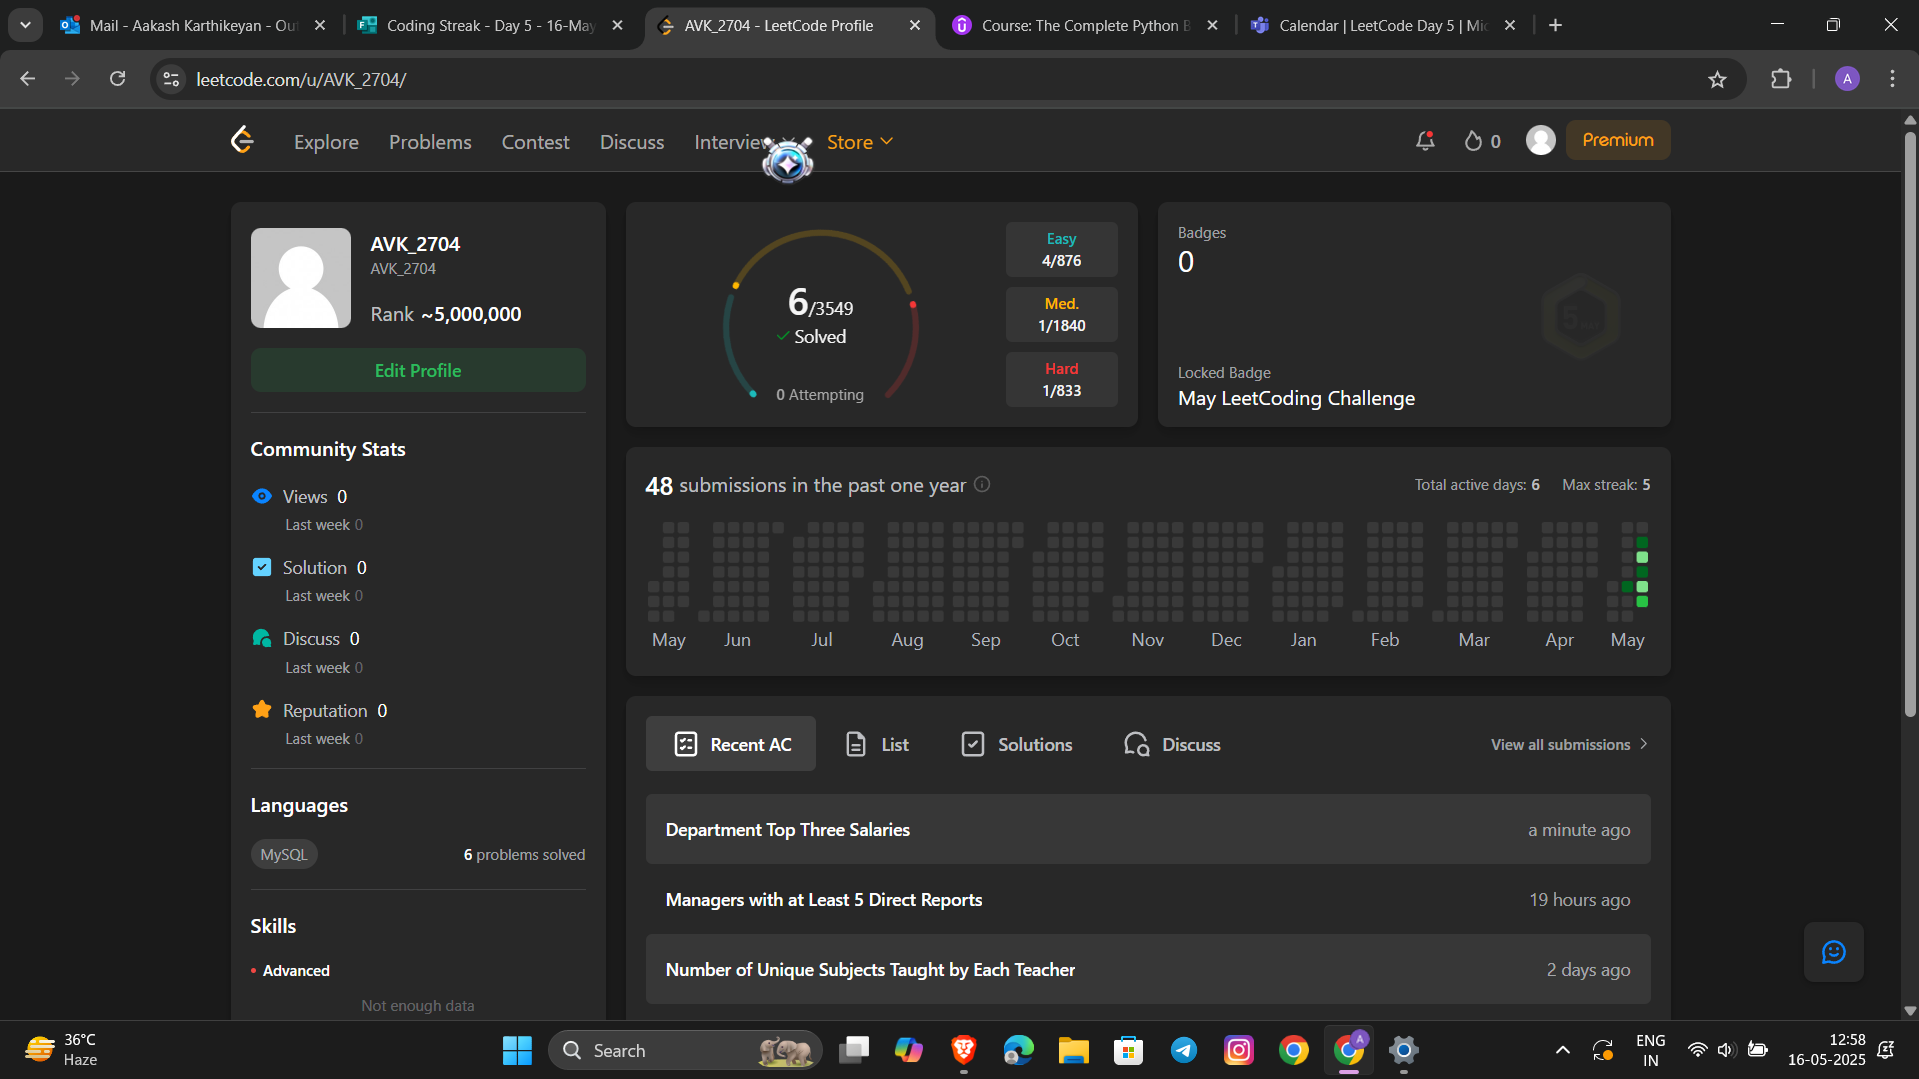 Mail - Aakash Karthikeyan - Ou
Coding Streak - Day 5 - 16-May
AVK_2704 - LeetCode Profile
Course: The Complete Python B
Calendar | LeetCode Day 5 | Mic
leetcode.com/u/AVK_2704/
A
Explore
Problems
Contest
Discuss
Interview
Store
0
Premium
AVK_2704
AVK_2704
Rank ~5,000,000
Edit Profile
Community Stats
Views 0
Last week 0
Solution 0
Last week 0
Discuss 0
Last week 0
Reputation 0
Last week 0
Languages
MySQL
6 problems solved
Skills
Advanced
Not enough data
6/3549
Solved
0 Attempting
Easy
4/876
Med.
1/1840
Hard
1/833
Badges
0
Locked Badge
May LeetCoding Challenge
48 submissions in the past one year
Total active days: 6
Max streak: 5
May Jun Jul Aug Sep Oct Nov Dec Jan Feb Mar Apr May
Recent AC
List
Solutions
Discuss
View all submissions
Department Top Three Salaries
a minute ago
Managers with at Least 5 Direct Reports
19 hours ago
Number of Unique Subjects Taught by Each Teacher
2 days ago
36°C
Haze
Search
A
ENG
IN
12:58
16-05-2025